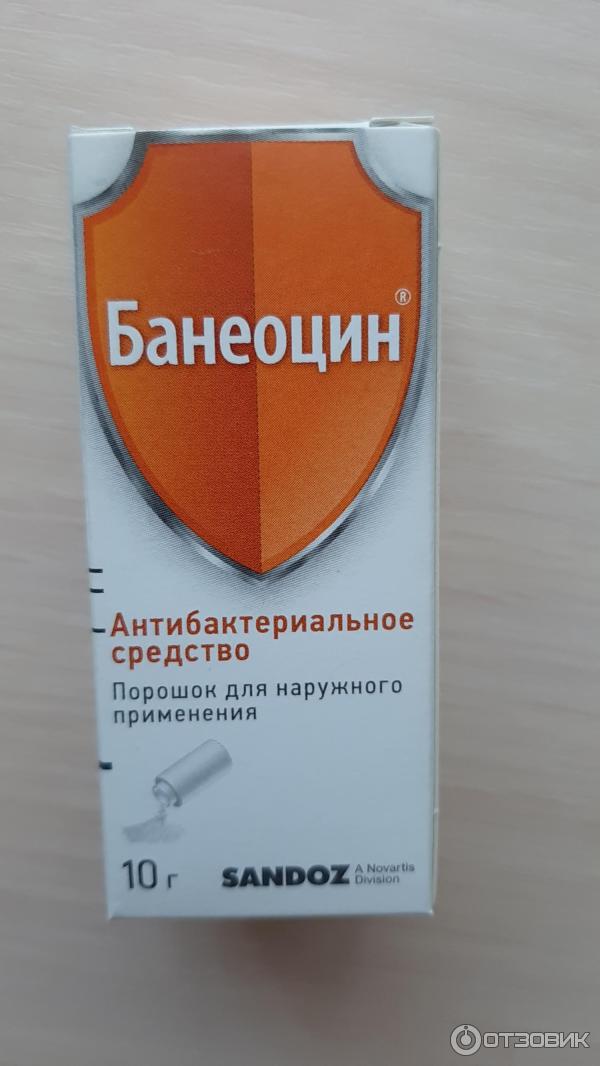 Банеоцин®
Антибактериальное
средство
Порошок для наружного
применения
10 г
SANDOZ A Novartis
Division
ОТЗОВИК